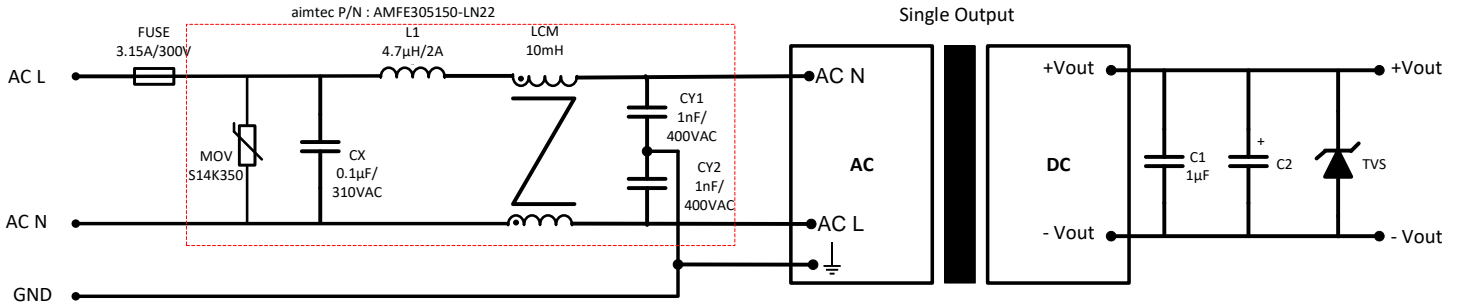 aimtec P/N : AMFE305150-LN22
Single Output
FUSE
3.15A/300V
L1
4.7µH/2A
LCM
10mH
AC L
AC N
+Vout
+Vout
CY1
1nF/
400VAC
MOV
S14K350
CX
0.1µF/
310VAC
CY2
1nF/
400VAC
AC
DC
C1
1µF
+
C2
TVS
AC N
AC L
- Vout
- Vout
GND